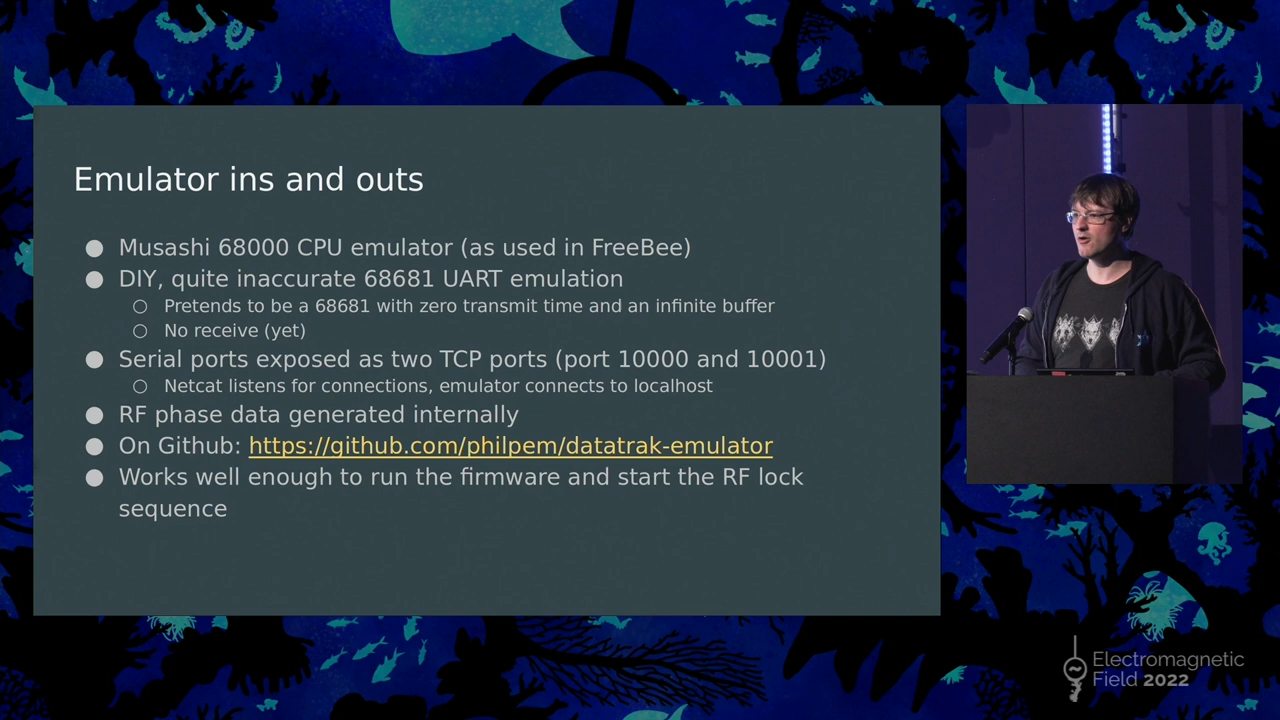 Emulator ins and outs
● Musashi 68000 CPU emulator (as used in FreeBee)
● DIY, quite inaccurate 68681 UART emulation
○ Pretends to be a 68681 with zero transmit time and an infinite buffer
○ No receive (yet)
● Serial ports exposed as two TCP ports (port 10000 and 10001)
○ Netcat listens for connections, emulator connects to localhost
● RF phase data generated internally
● On Github: https://github.com/philpem/datatrak-emulator
● Works well enough to run the firmware and start the RF lock
sequence
Electromagnetic
Field 2022